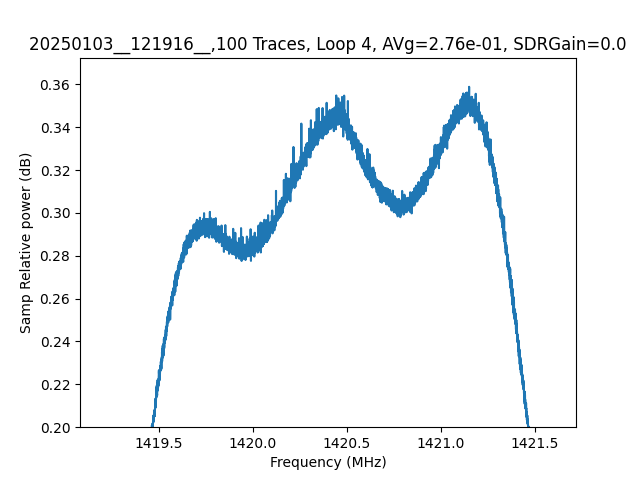 20250103__121916__,100 Traces, Loop 4, AVg=2.76e-01, SDRGain=0.0
0.36
0.34
0.32
0.30
0.28
0.26
0.24
0.22
0.20
Samp Relative power (dB)
1419.5 1420.0 1420.5 1421.0 1421.5
Frequency (MHz)